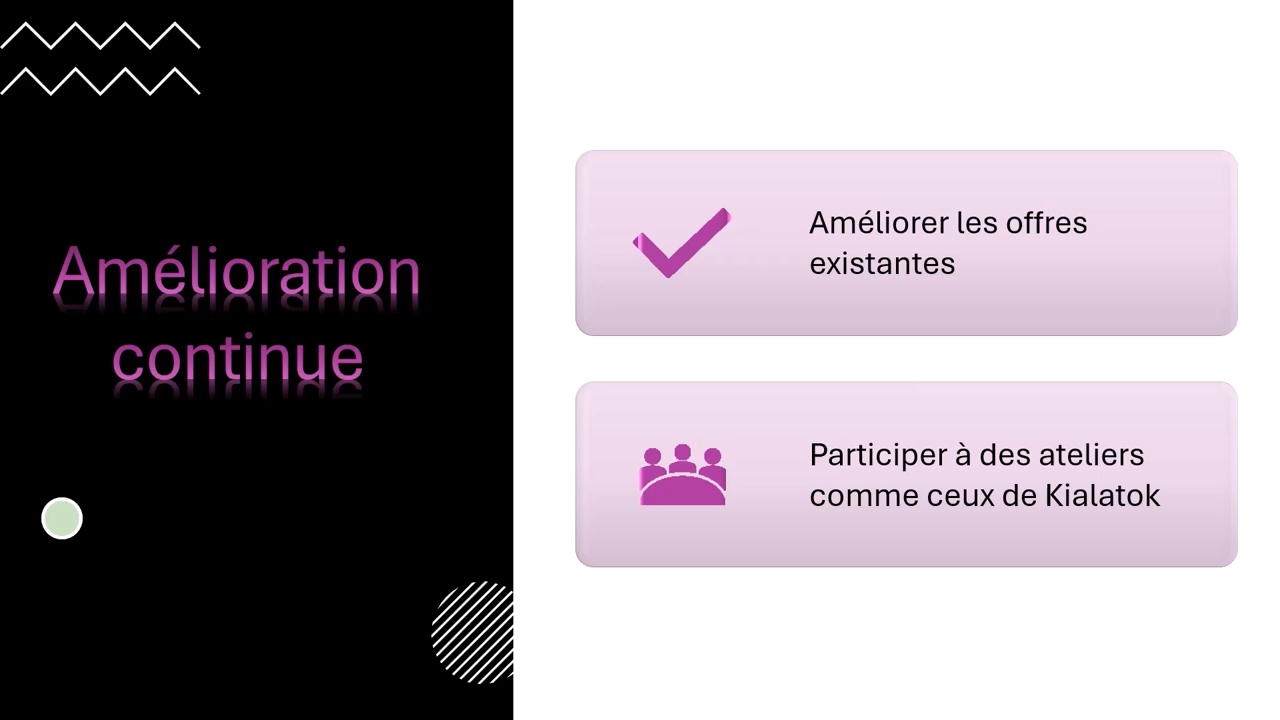 Amélioration
continue
Améliorer les offres
existantes
Participer à des ateliers
comme ceux de Kialatok